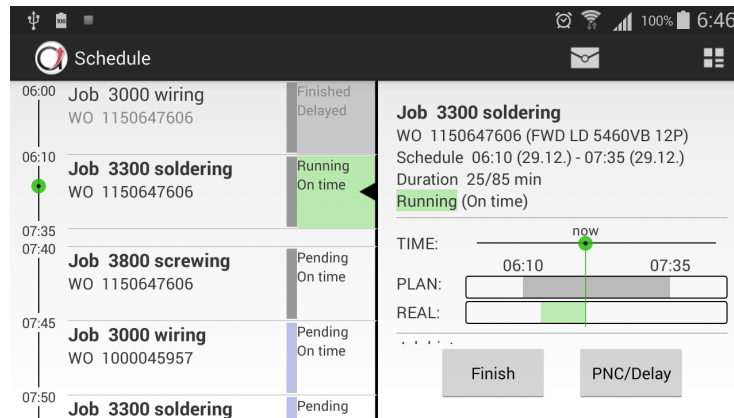 100
100% 6:46
Schedule
06:00
Job 3000 wiring
WO 1150647606
Finished
Delayed
06:10
Job 3300 soldering
WO 1150647606
Running
On time
07:35
07:40
Job 3800 screwing
WO 1150647606
Pending
On time
07:45
Job 3000 wiring
WO 1000045957
Pending
On time
07:50
Job 3300 soldering
Pending
Job 3300 soldering
WO 1150647606 (FWD LD 5460VB 12P)
Schedule 06:10 (29.12.) - 07:35 (29.12.)
Duration 25/85 min
Running (On time)
now
TIME:
06:10 07:35
PLAN:
REAL:
Finish PNC/Delay